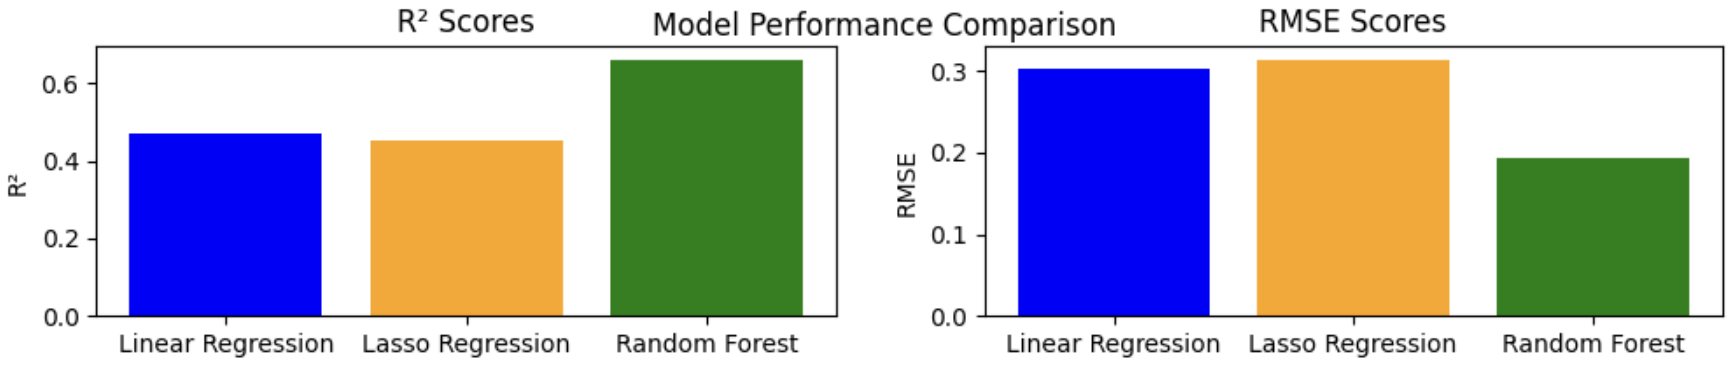 Model Performance Comparison
R² Scores
R²
0.6
0.4
0.2
0.0
Linear Regression Lasso Regression Random Forest
RMSE Scores
RMSE
0.3
0.2
0.1
0.0
Linear Regression Lasso Regression Random Forest